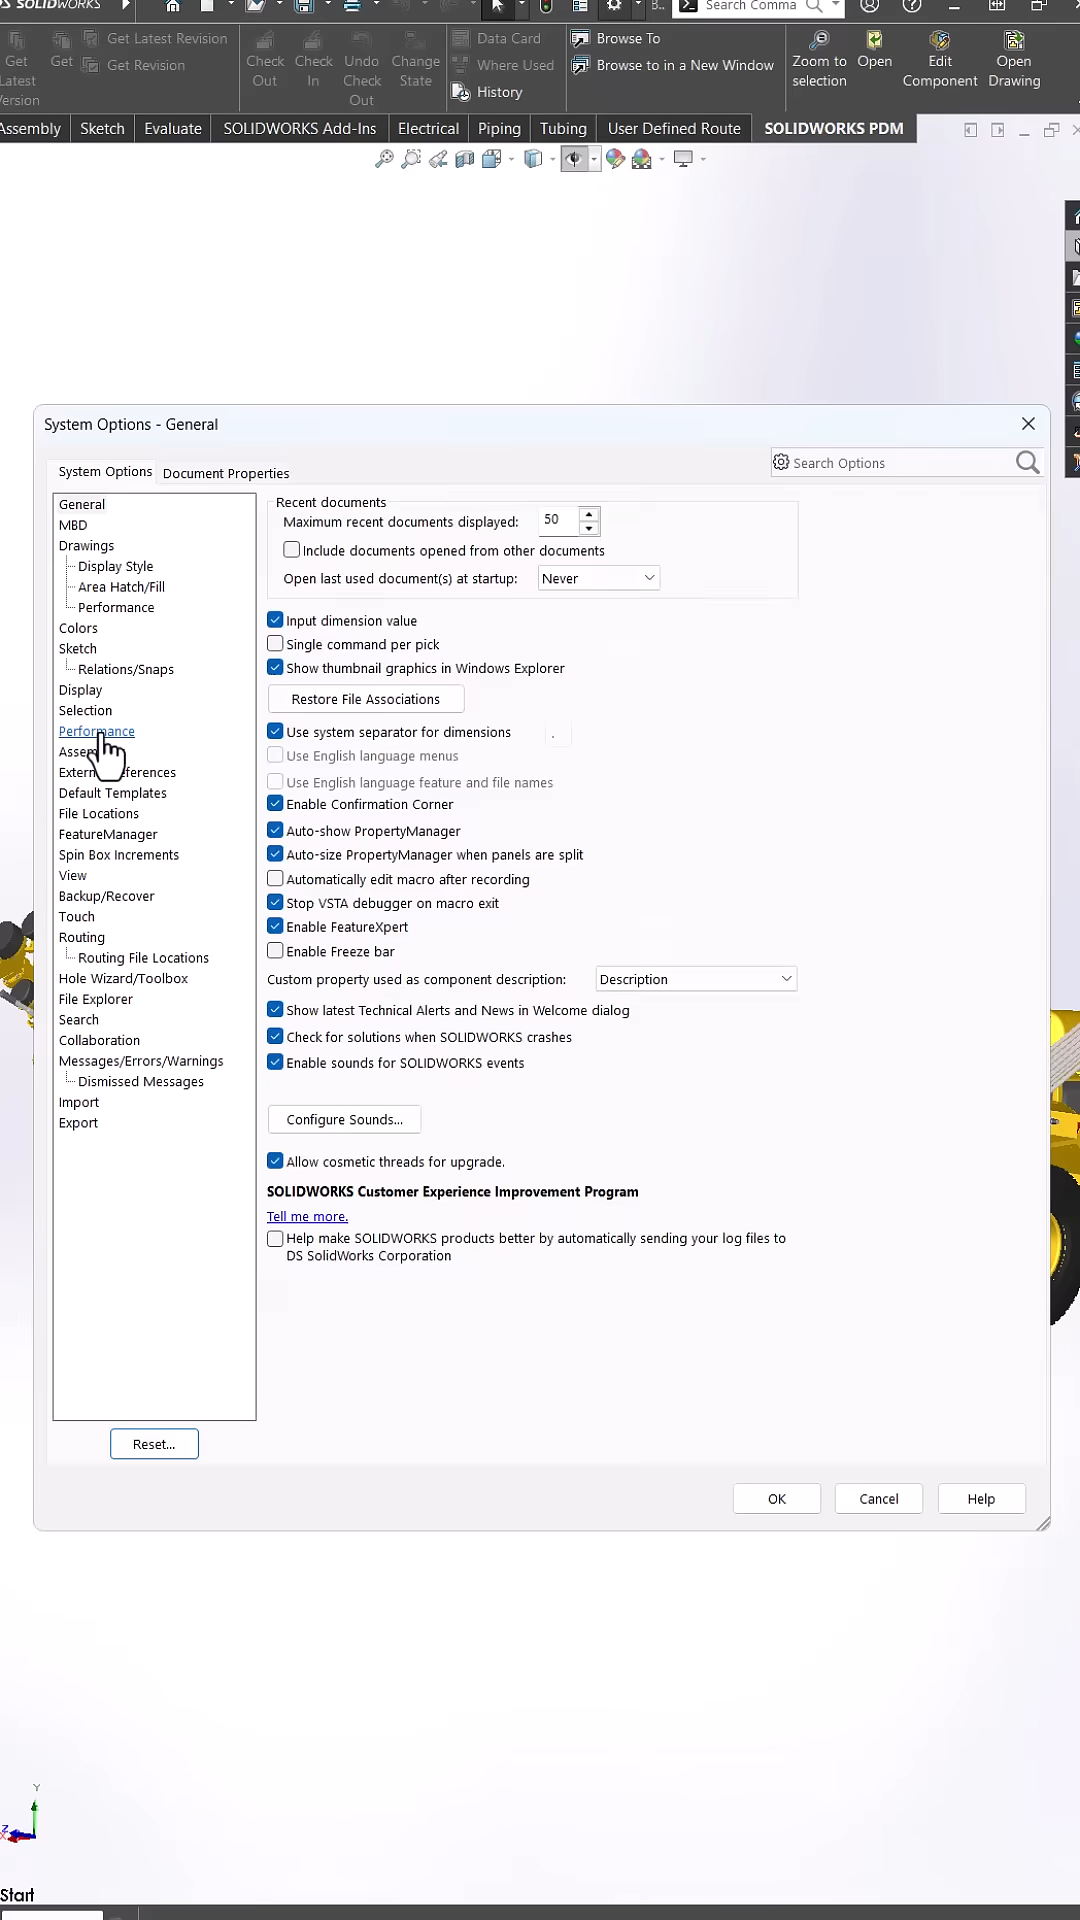 SOLIDWORKS
Search Comma
B..
Get Latest Version
Get
Get Latest Revision
Get Revision
Check Out
Check In
Undo Check Out
Change State
Data Card
Where Used
History
Browse To
Browse to in a New Window
Zoom to selection
Open
Edit Component
Open Drawing
Assembly
Sketch
Evaluate
SOLIDWORKS Add-Ins
Electrical
Piping
Tubing
User Defined Route
SOLIDWORKS PDM
System Options - General
System Options
Document Properties
Search Options
General
MBD
Drawings
Display Style
Area Hatch/Fill
Performance
Colors
Sketch
Relations/Snaps
Display
Selection
Performance
Assem
Extern ferences
Default Templates
File Locations
FeatureManager
Spin Box Increments
View
Backup/Recover
Touch
Routing
Routing File Locations
Hole Wizard/Toolbox
File Explorer
Search
Collaboration
Messages/Errors/Warnings
Dismissed Messages
Import
Export
Reset...
Recent documents
Maximum recent documents displayed: 50
Include documents opened from other documents
Open last used document(s) at startup: Never
Input dimension value
Single command per pick
Show thumbnail graphics in Windows Explorer
Restore File Associations
Use system separator for dimensions .
Use English language menus
Use English language feature and file names
Enable Confirmation Corner
Auto-show PropertyManager
Auto-size PropertyManager when panels are split
Automatically edit macro after recording
Stop VSTA debugger on macro exit
Enable FeatureXpert
Enable Freeze bar
Custom property used as component description: Description
Show latest Technical Alerts and News in Welcome dialog
Check for solutions when SOLIDWORKS crashes
Enable sounds for SOLIDWORKS events
Configure Sounds...
Allow cosmetic threads for upgrade.
SOLIDWORKS Customer Experience Improvement Program
Tell me more.
Help make SOLIDWORKS products better by automatically sending your log files to
DS SolidWorks Corporation
OK
Cancel
Help
Y
Z
X
Start